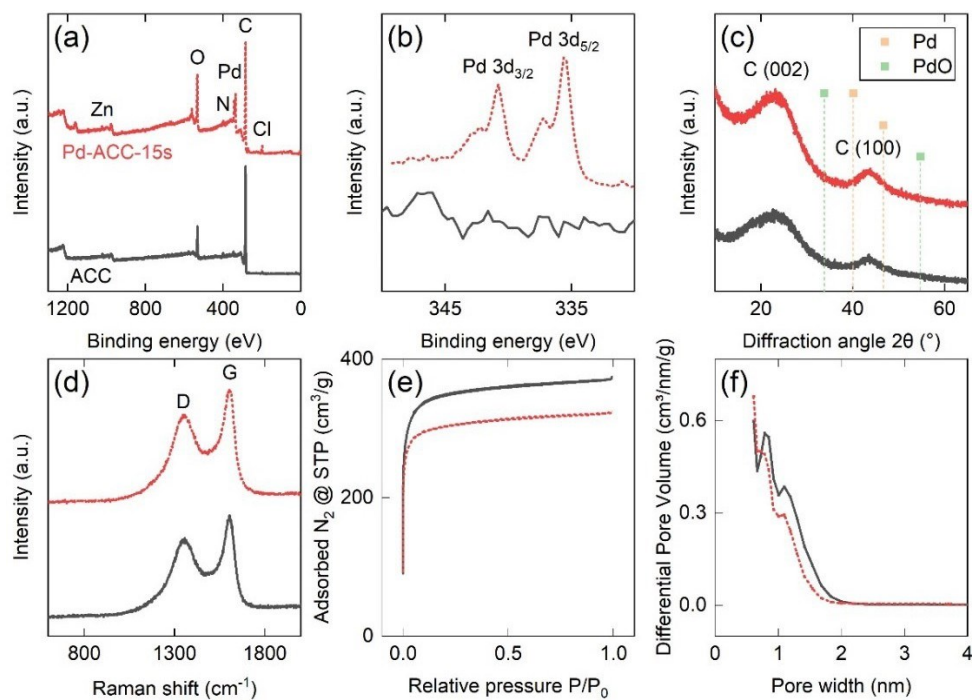 (a)
C
O
Pd
Zn
N
Cl
Pd-ACC-15s
ACC
Intensity (a.u.)
1200 800 400 0
Binding energy (eV)
(b)
Pd 3d5/2
Pd 3d3/2
Intensity (a.u.)
345 335
Binding energy (eV)
(c)
Pd
PdO
C (002)
C (100)
Intensity (a.u.)
20 40 60
Diffraction angle 2θ (°)
(d)
G
D
Intensity (a.u.)
800 1400 2000
Raman shift (cm-1)
(e)
Adsorbed N2 @ STP (cm3/g)
400
200
0
0.0 0.5 1.0
Relative pressure P/P0
(f)
Differential Pore Volume (cm3/nm/g)
0.6
0.3
0.0
0 1 2 3 4
Pore width (nm)